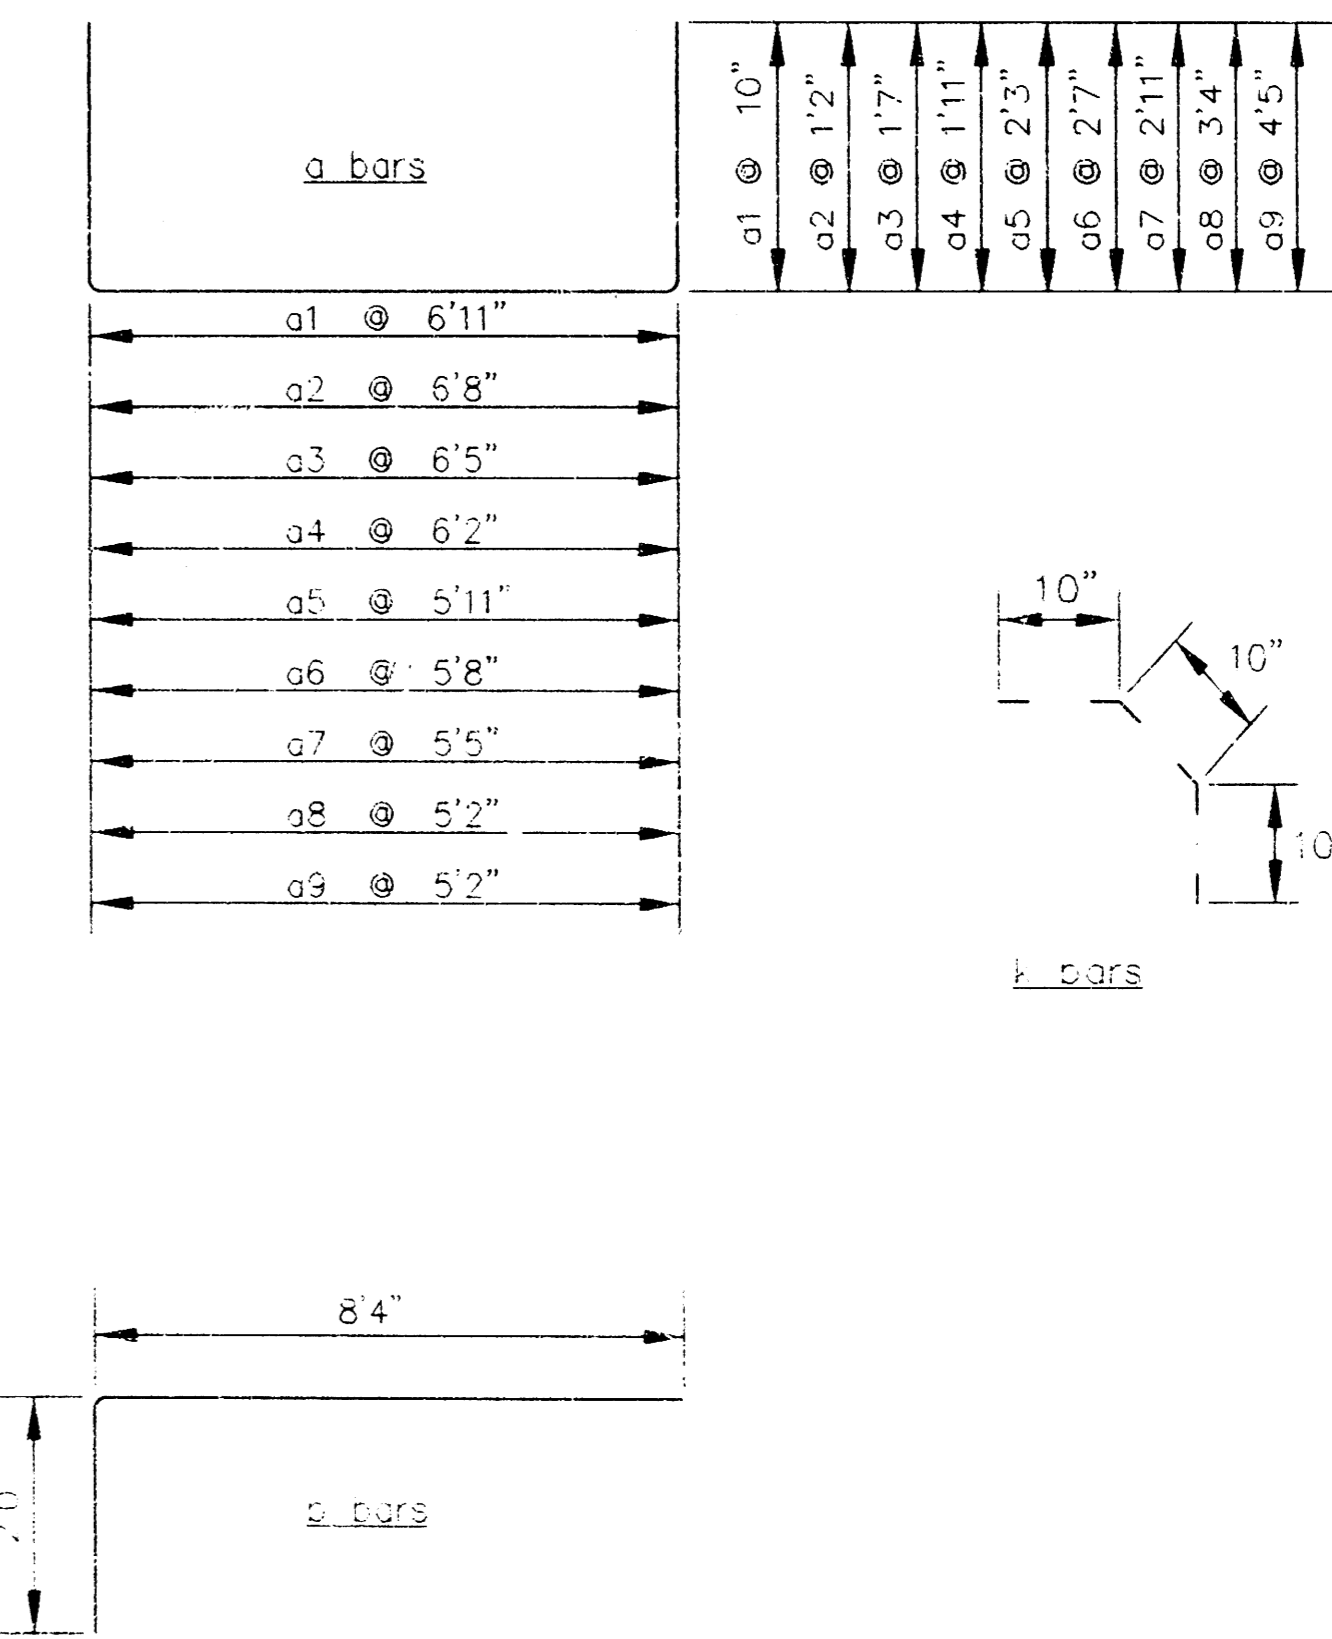 a bars
a1 @ 10"
a2 @ 1'2"
a3 @ 1'7"
a4 @ 1'11"
a5 @ 2'3"
a6 @ 2'7"
a7 @ 2'11"
a8 @ 3'4"
a9 @ 4'5"
a1 @ 6'11"
a2 @ 6'8"
a3 @ 6'5"
a4 @ 6'2"
a5 @ 5'11"
a6 @ 5'8"
a7 @ 5'5"
a8 @ 5'2"
a9 @ 5'2"
10"
10"
10
k bars
8'4"
bars